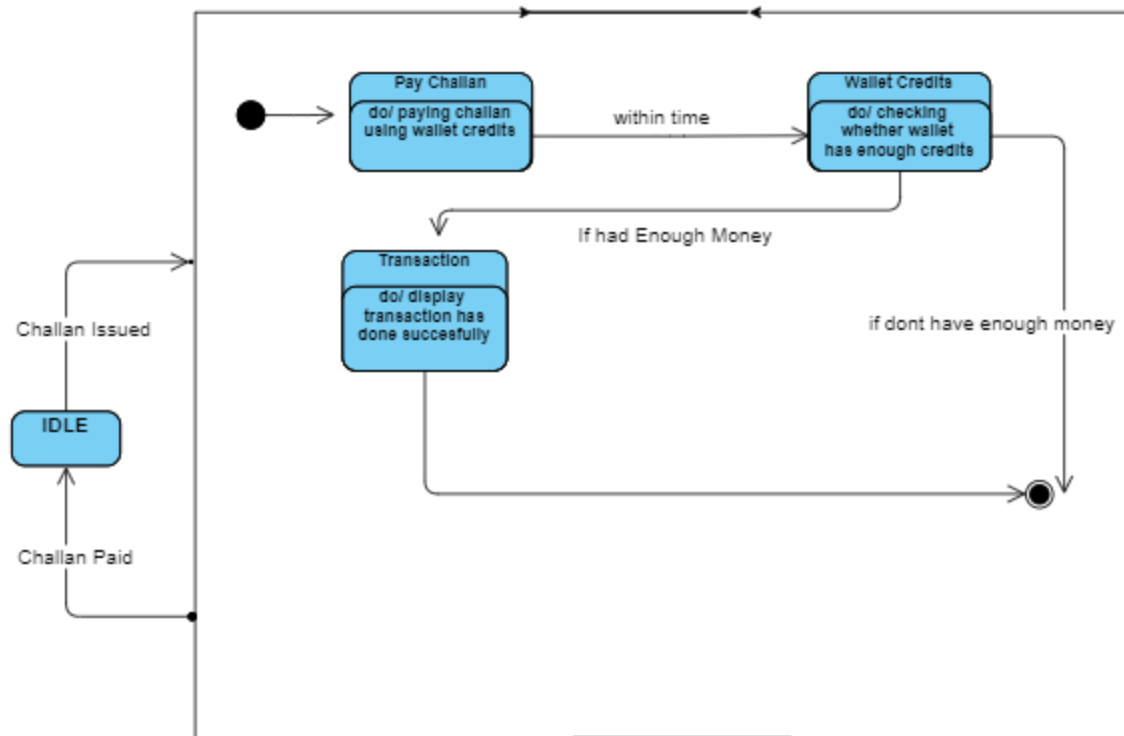 Pay Challan
do/ paying challan
using wallet credits
within time
Wallet Credits
do/ checking
whether wallet
has enough credits
If had Enough Money
Transaction
do/ display
transaction has
done succesfully
if dont have enough money
Challan Issued
IDLE
Challan Paid